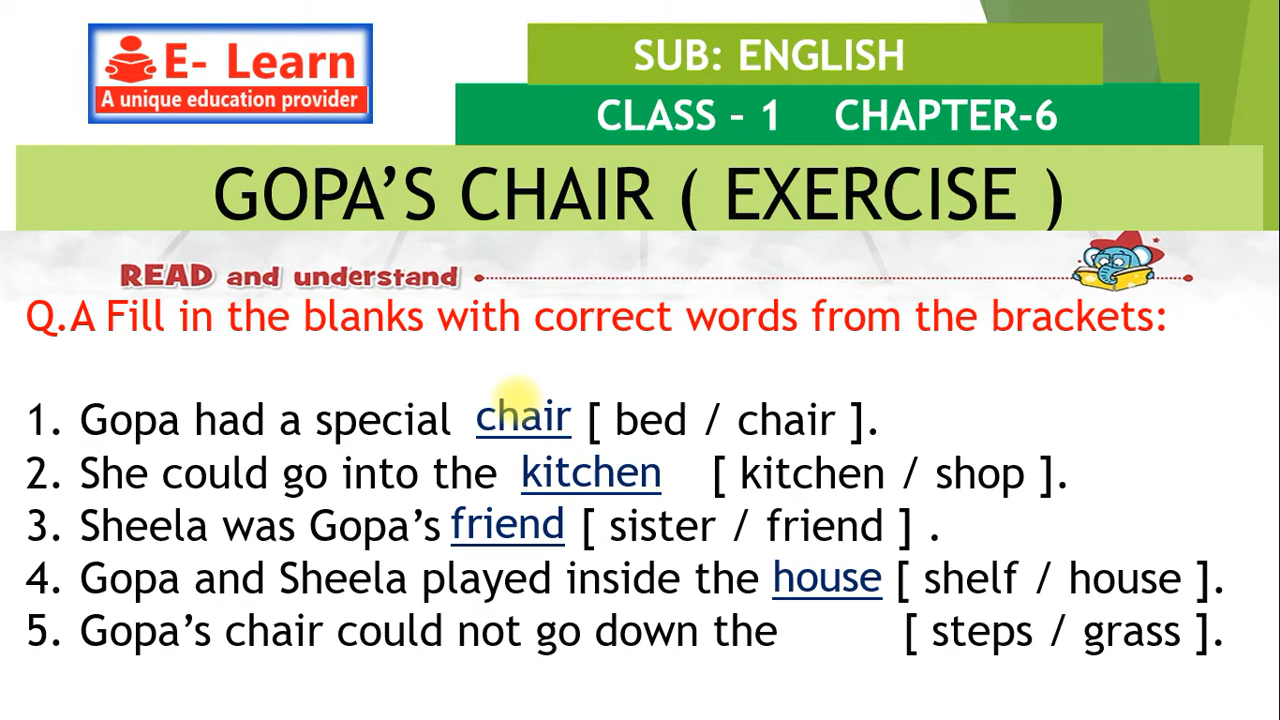 E- Learn
A unique education provider
SUB: ENGLISH
CLASS – 1 CHAPTER-6
GOPA’S CHAIR ( EXERCISE )
READ and understand
Q.A Fill in the blanks with correct words from the brackets:
1. Gopa had a special chair [ bed / chair ].
2. She could go into the kitchen [ kitchen / shop ].
3. Sheela was Gopa’s friend [ sister / friend ] .
4. Gopa and Sheela played inside the house [ shelf / house ].
5. Gopa’s chair could not go down the [ steps / grass ].